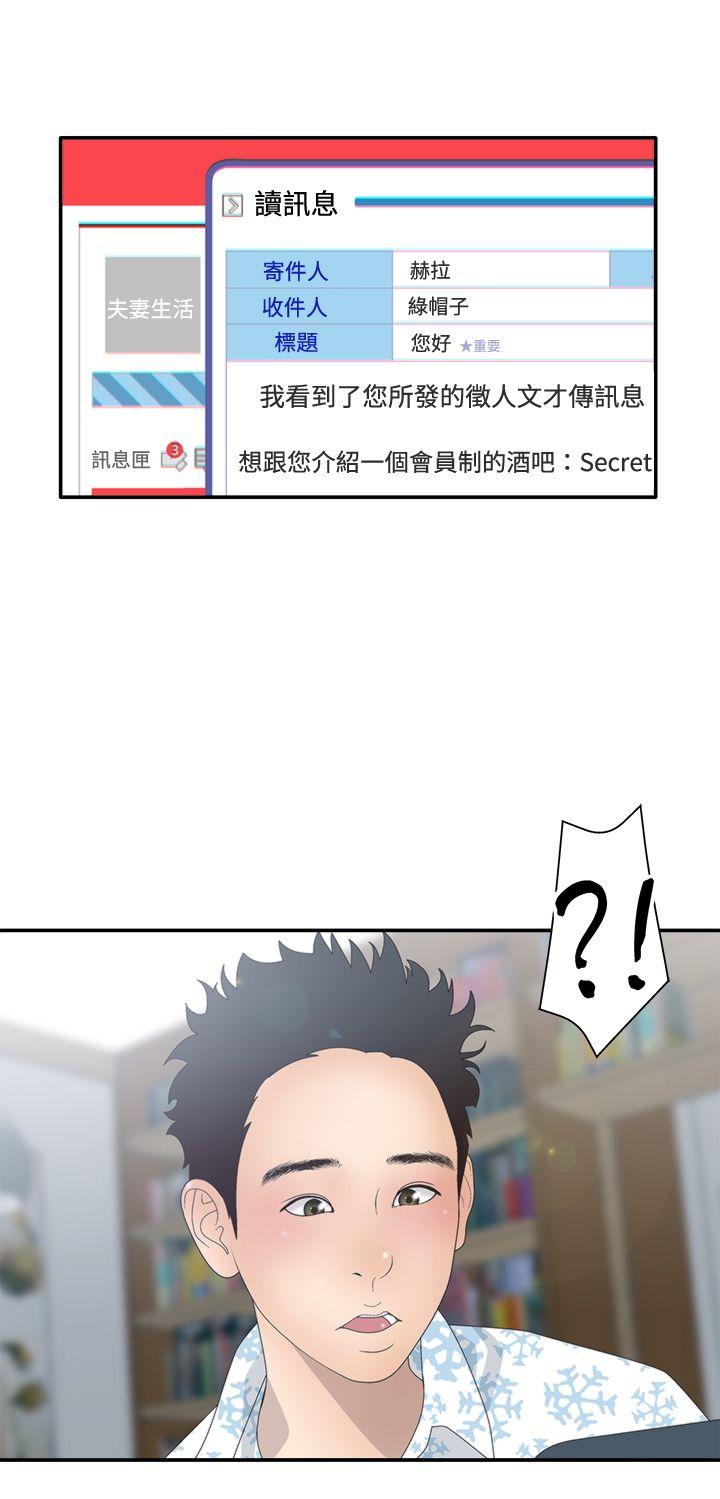 讀訊息
寄件人 赫拉
收件人 綠帽子
標題 您好 ★重要
夫妻生活
我看到了您所發的徵人文才傳訊息
訊息匣 3
想跟您介紹一個會員制的酒吧：Secret
?!